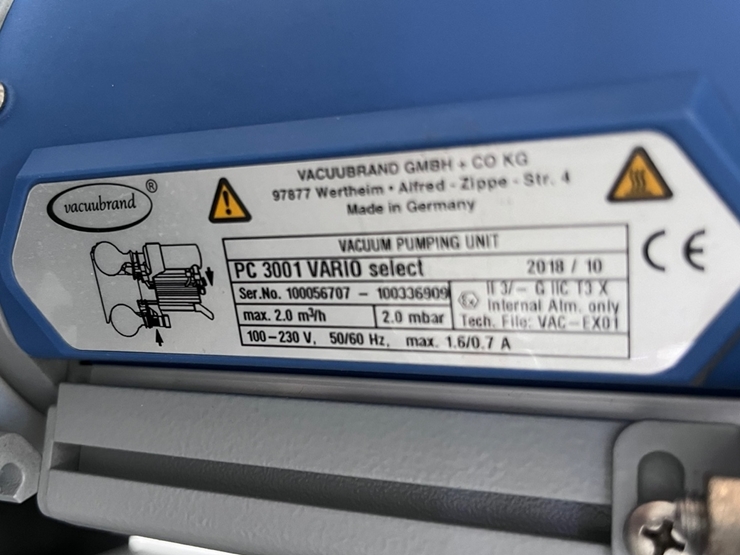 vacuubrand ®
VACUUBRAND GMBH + CO KG
97877 Wertheim • Alfred - Zippe - Str. 4
Made in Germany
VACUUM PUMPING UNIT
PC 3001 VARIO select 2018 / 10
Ser.No. 100056707 - 100336909
II 3/- G IIC T3 X
Internal Atm. only
Tech. File: VAC-EX01
max. 2.0 m³/h 2.0 mbar
100-230 V, 50/60 Hz, max. 1.6/0.7 A
CE